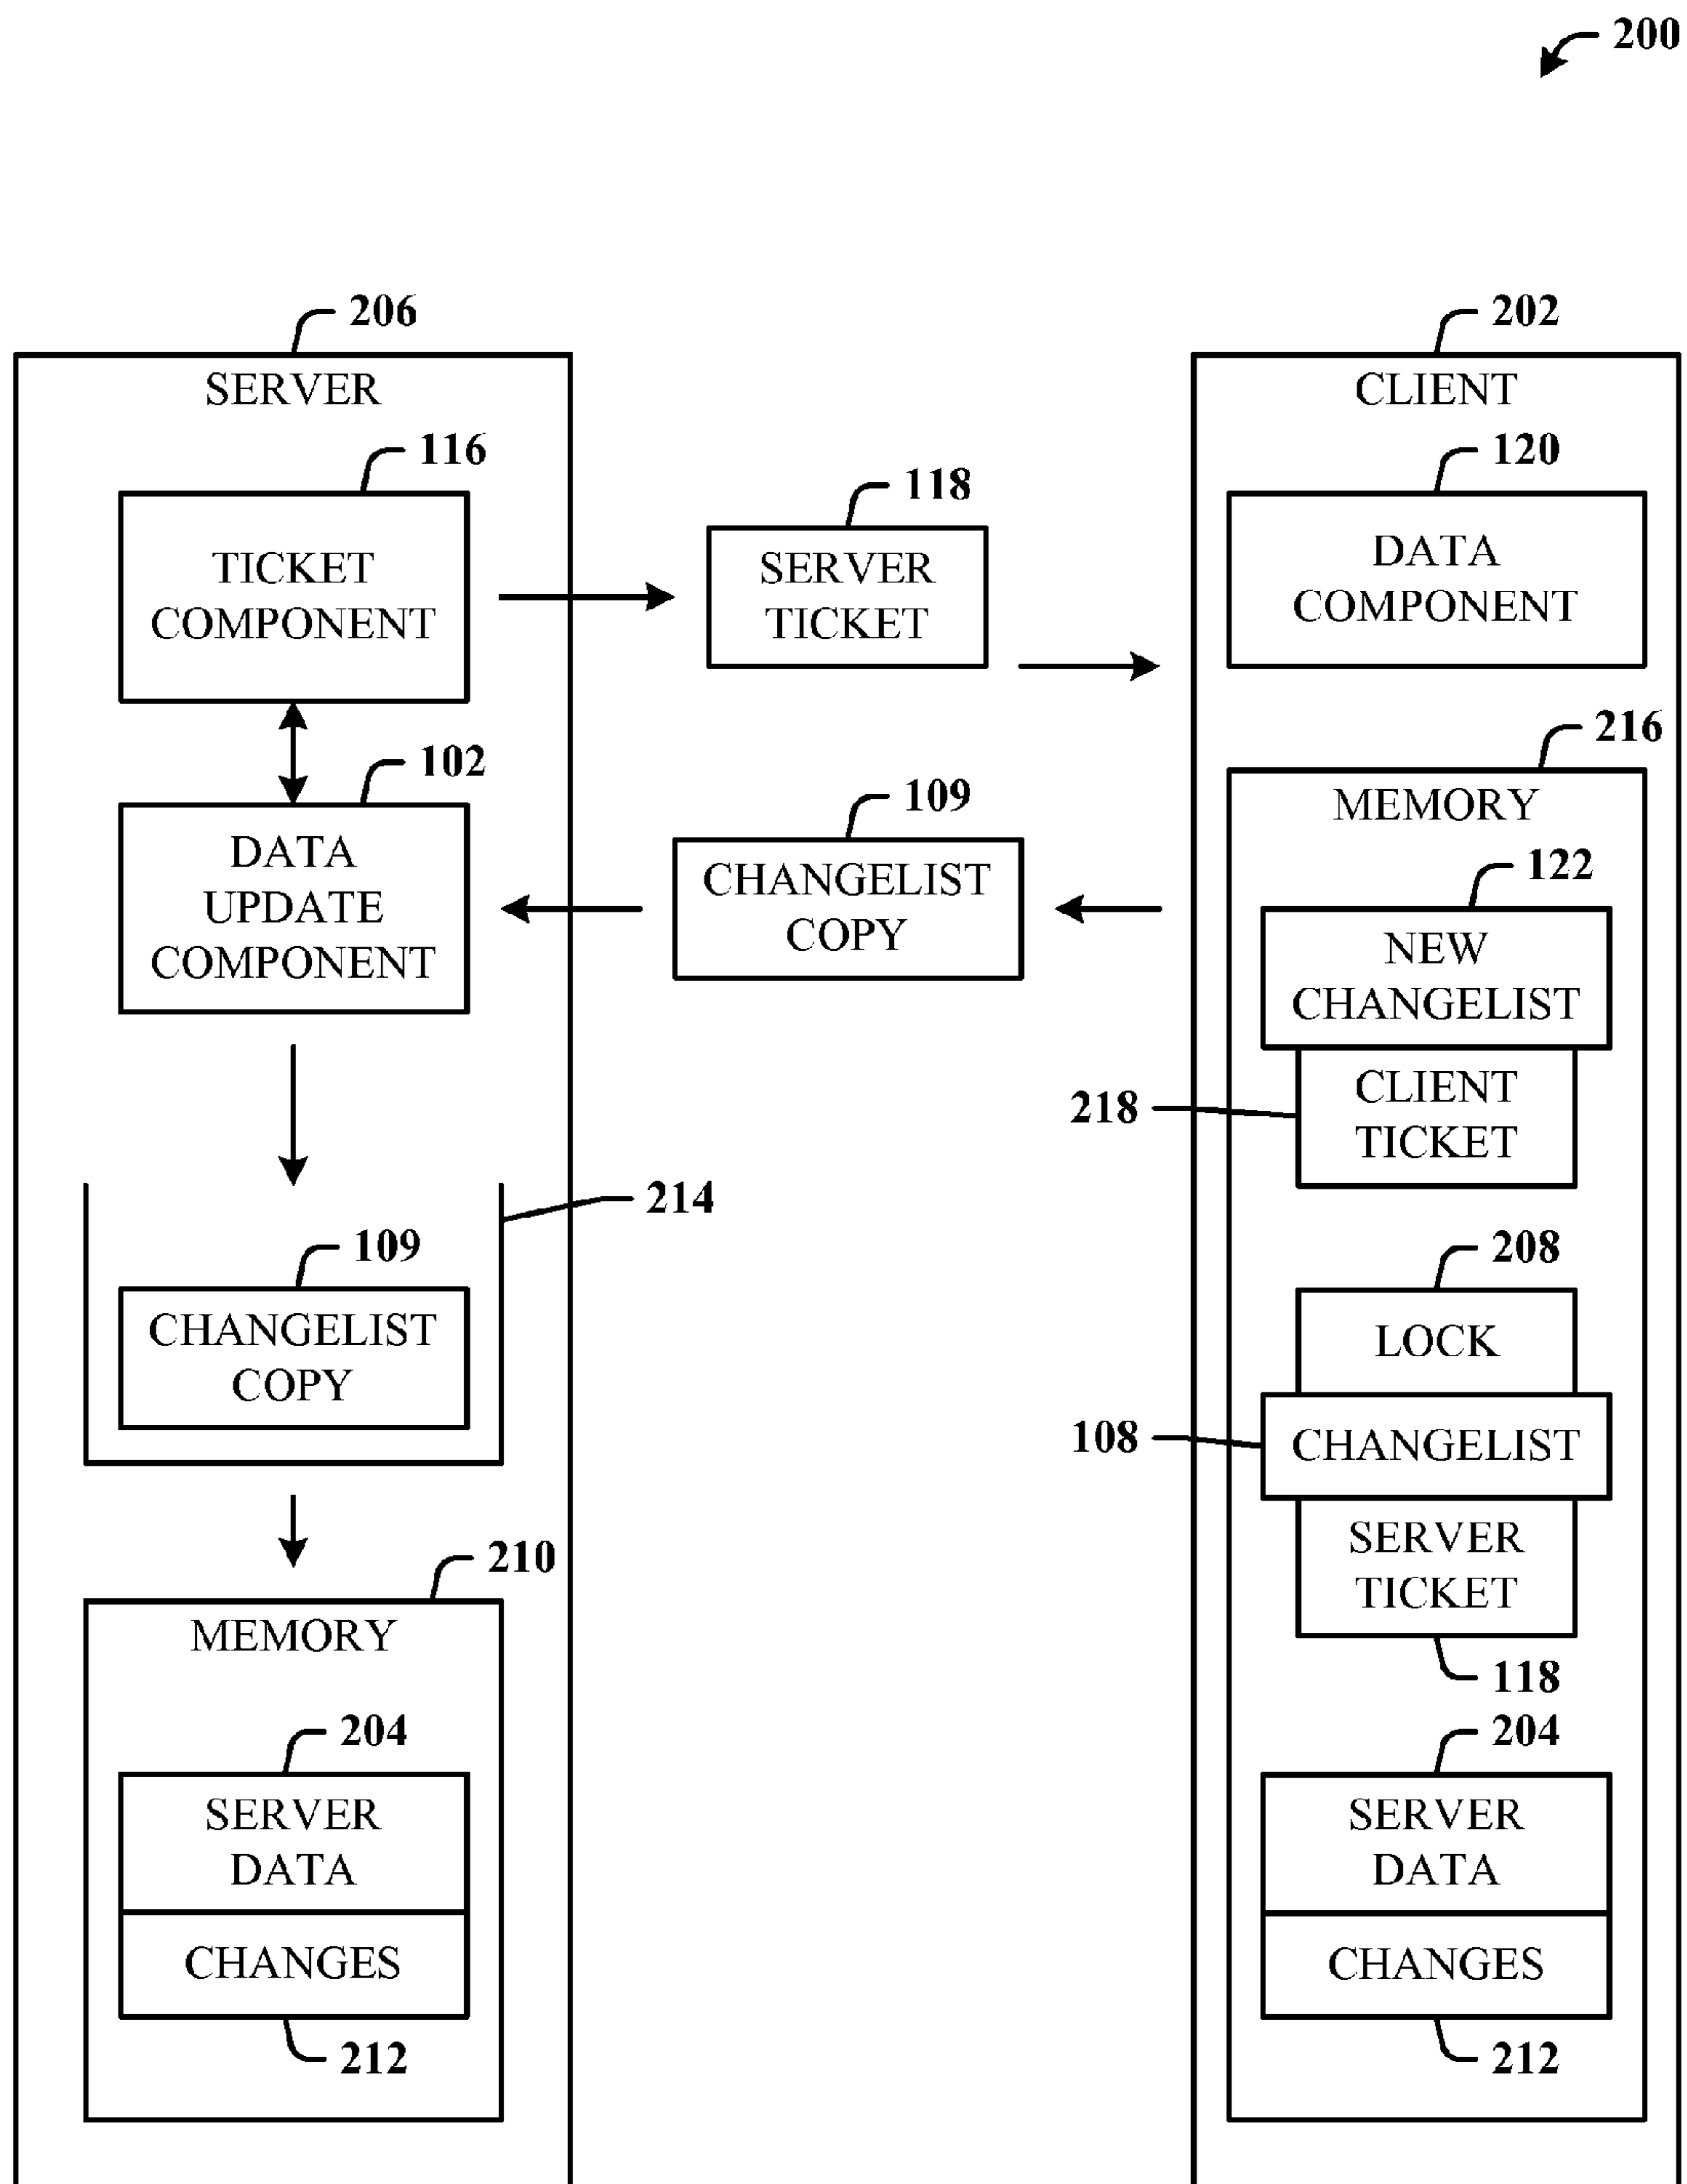 200
206
SERVER
116
TICKET
COMPONENT
102
DATA
UPDATE
COMPONENT
214
109
CHANGELIST
COPY
210
MEMORY
204
SERVER
DATA
CHANGES
212
118
SERVER
TICKET
109
CHANGELIST
COPY
202
CLIENT
120
DATA
COMPONENT
216
MEMORY
122
NEW
CHANGELIST
218
CLIENT
TICKET
208
LOCK
108
CHANGELIST
SERVER
TICKET
118
204
SERVER
DATA
CHANGES
212